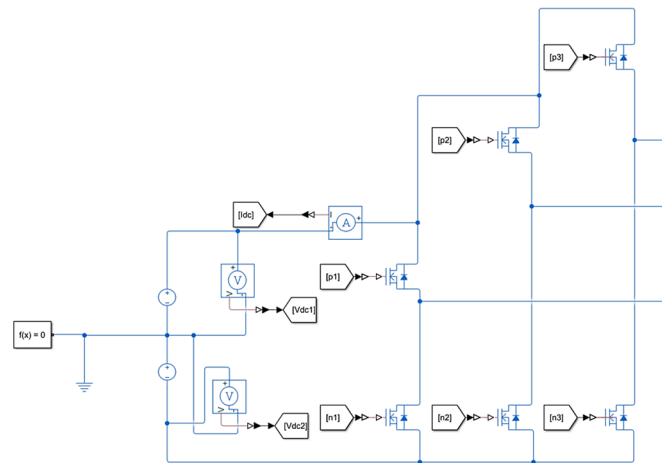 [p3]
[p2]
[Idc]
I
+
A
[p1]
+
V
V
[Vdc1]
f(x) = 0
+
V
V
[Vdc2]
[n1]
[n2]
[n3]